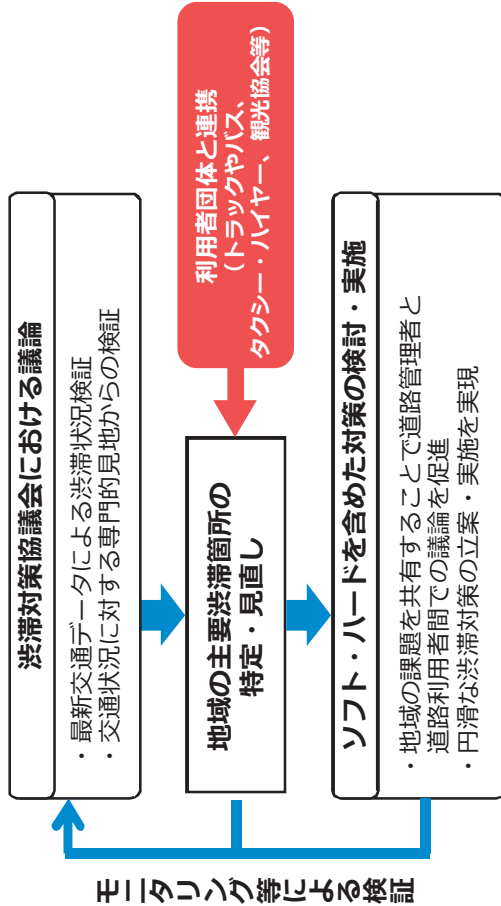 渋滞対策協議会における議論
・最新交通データによる渋滞状況検証
・交通状況に対する専門的見地からの検証
地域の主要渋滞箇所の
特定・見直し
利用者団体と連携
(トラックやバス、
タクシー・ハイヤー、観光協会等)
ソフト・ハードを含めた対策の検討・実施
・地域の課題を共有することで道路管理者と
道路利用者間での議論を促進
・円滑な渋滞対策の立案・実施を実現
モニタリング等による検証